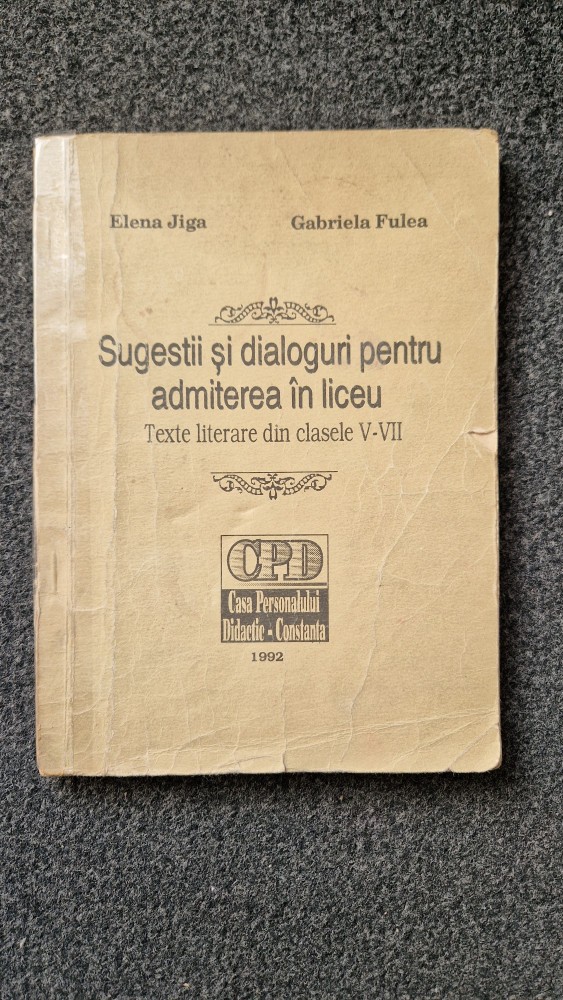 Elena Jiga Gabriela Fulea
Sugestii și dialoguri pentru
admiterea în liceu
Texte literare din clasele V-VII
CPD
Casa Personalului
Didactic - Constanta
1992